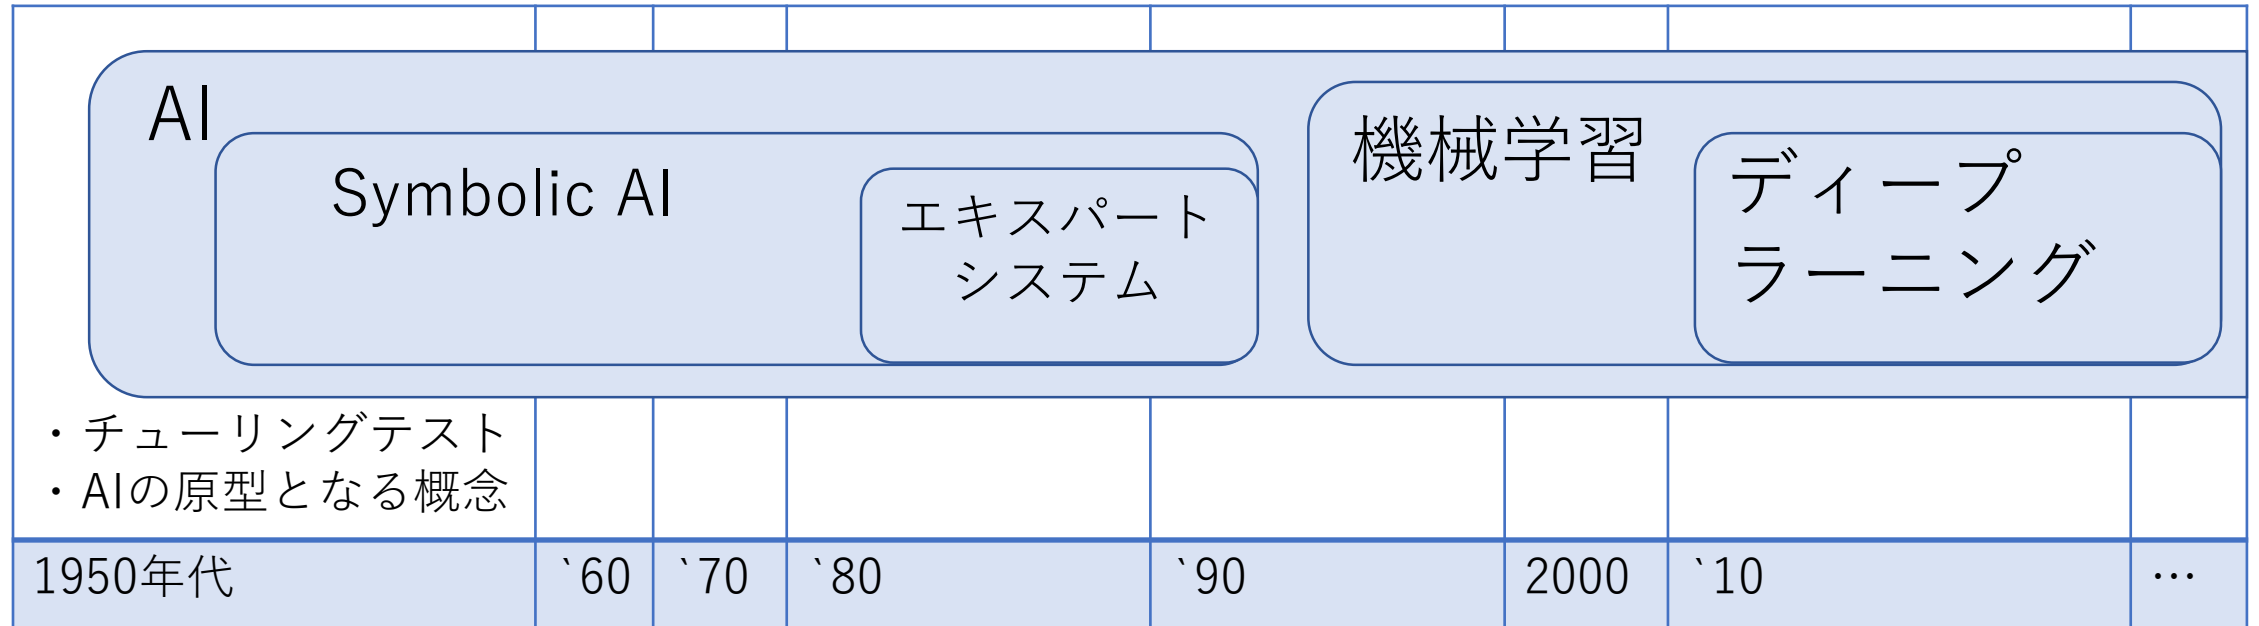 AI
Symbolic AI
エキスパート
システム
機械学習
ディープ
ラーニング
・チューリングテスト
・AIの原型となる概念
1950年代
`60
`70
`80
`90
2000
`10
…